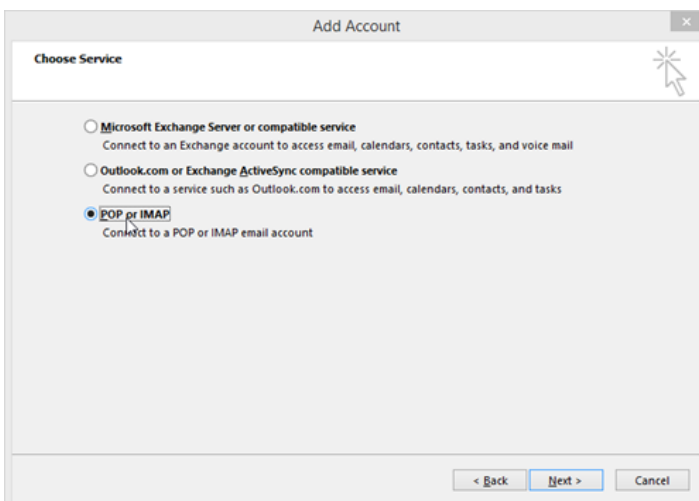 Add Account
Choose Service
Microsoft Exchange Server or compatible service
Connect to an Exchange account to access email, calendars, contacts, tasks, and voice mail
Outlook.com or Exchange ActiveSync compatible service
Connect to a service such as Outlook.com to access email, calendars, contacts, and tasks
POP or IMAP
Connect to a POP or IMAP email account
< Back
Next >
Cancel